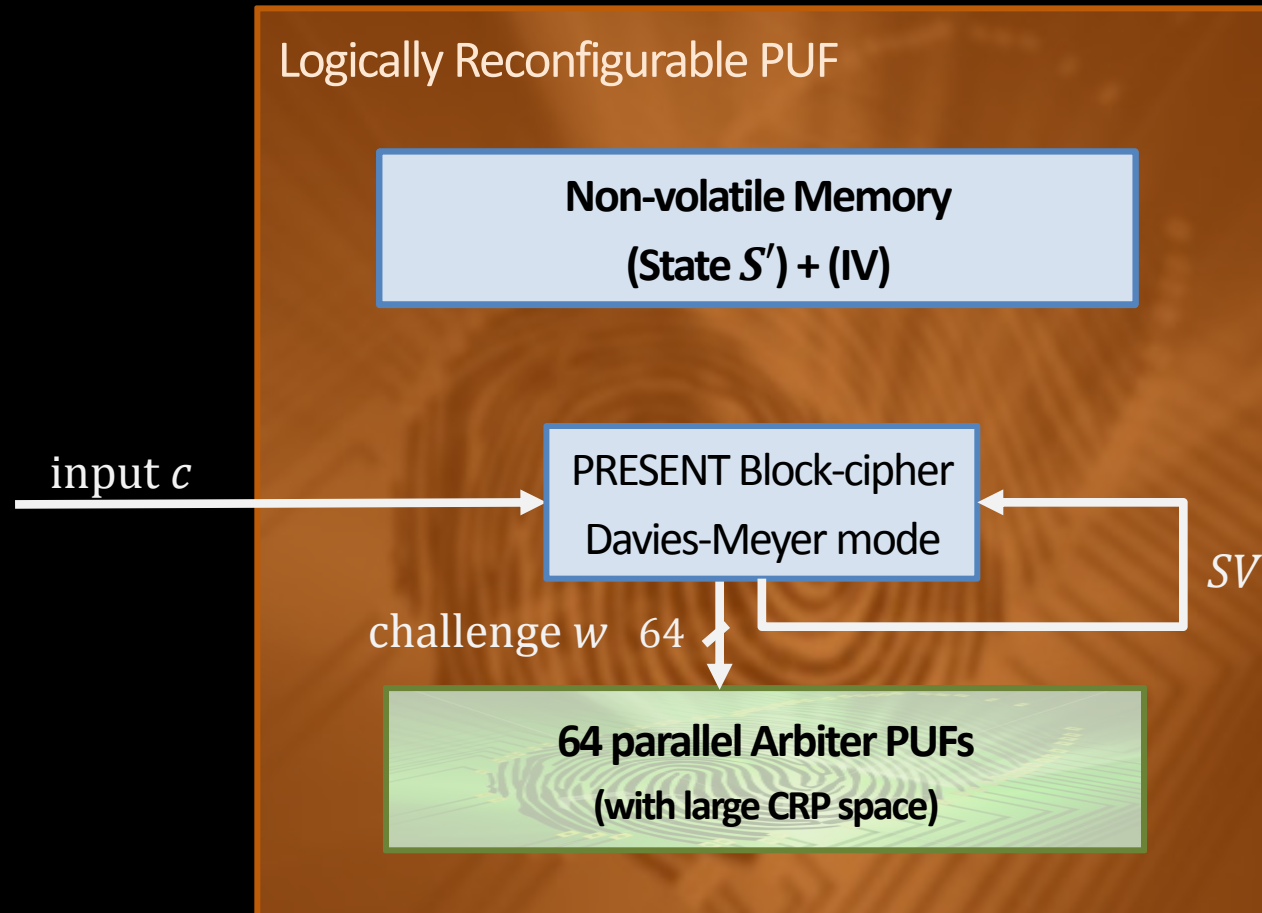 Logically Reconfigurable PUF
Non-volatile Memory
(State S′) + (IV)
input c
PRESENT Block-cipher
Davies-Meyer mode
SV
challenge w 64
64 parallel Arbiter PUFs
(with large CRP space)